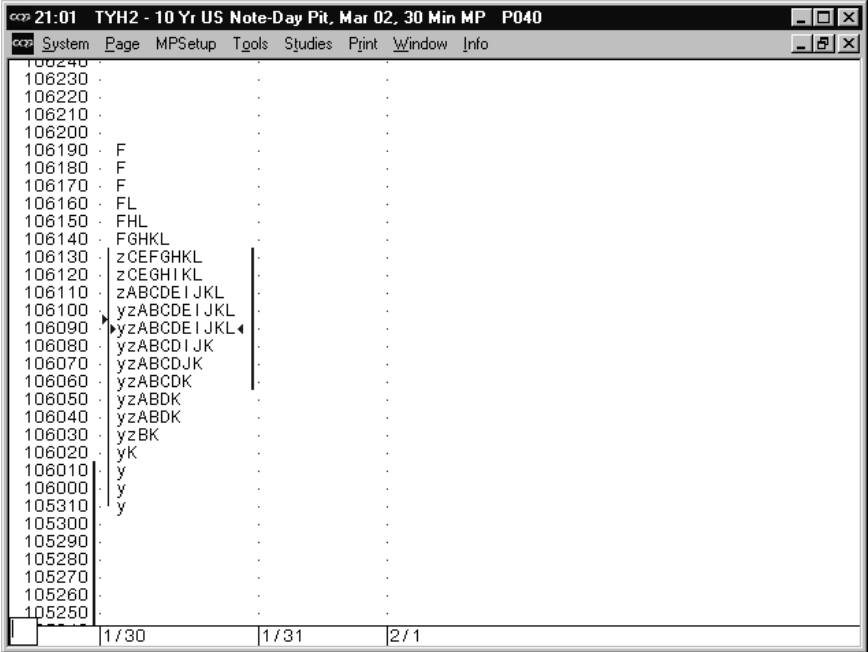 CQG 21:01 TYH2 - 10 Yr US Note-Day Pit, Mar 02, 30 Min MP P040
CQG System Page MPSetup Tools Studies Print Window Info
106240
106230
106220
106210
106200
106190 F
106180 F
106170 F
106160 FL
106150 FHL
106140 FGHKL
106130 zCEFGHKL
106120 zCEGHIKL
106110 zABCDEIJKL
106100 yzABCDEIJKL
106090 yzABCDEIJKL
106080 yzABCDIJK
106070 yzABCDJK
106060 yzABCDK
106050 yzABDK
106040 yzABDK
106030 yzBK
106020 yK
106010 y
106000 y
105310 y
105300
105290
105280
105270
105260
105250
1/30 1/31 2/1